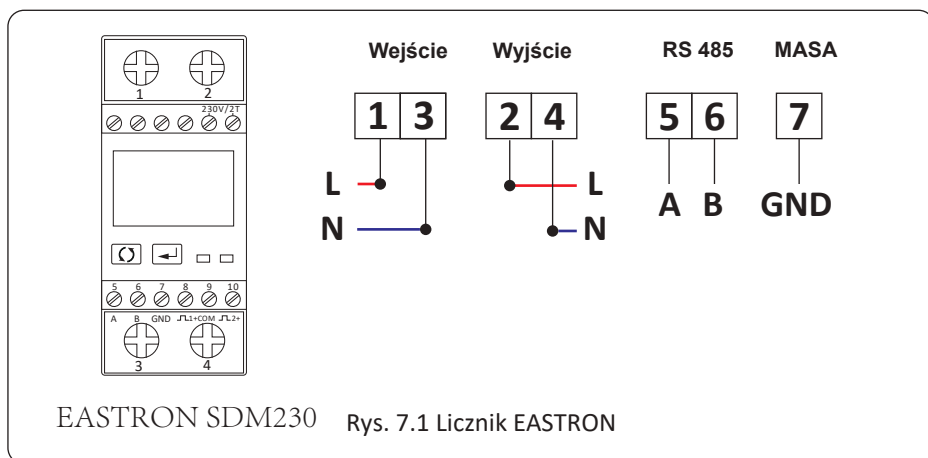 Wejście Wyjście RS 485 MASA
1 2
230V/2T
1 3 2 4 5 6 7
L L
N N
A B GND
5 6 7 8 9 10
A B GND 1+COM 2+
3 4
EASTRON SDM230
Rys. 7.1 Licznik EASTRON